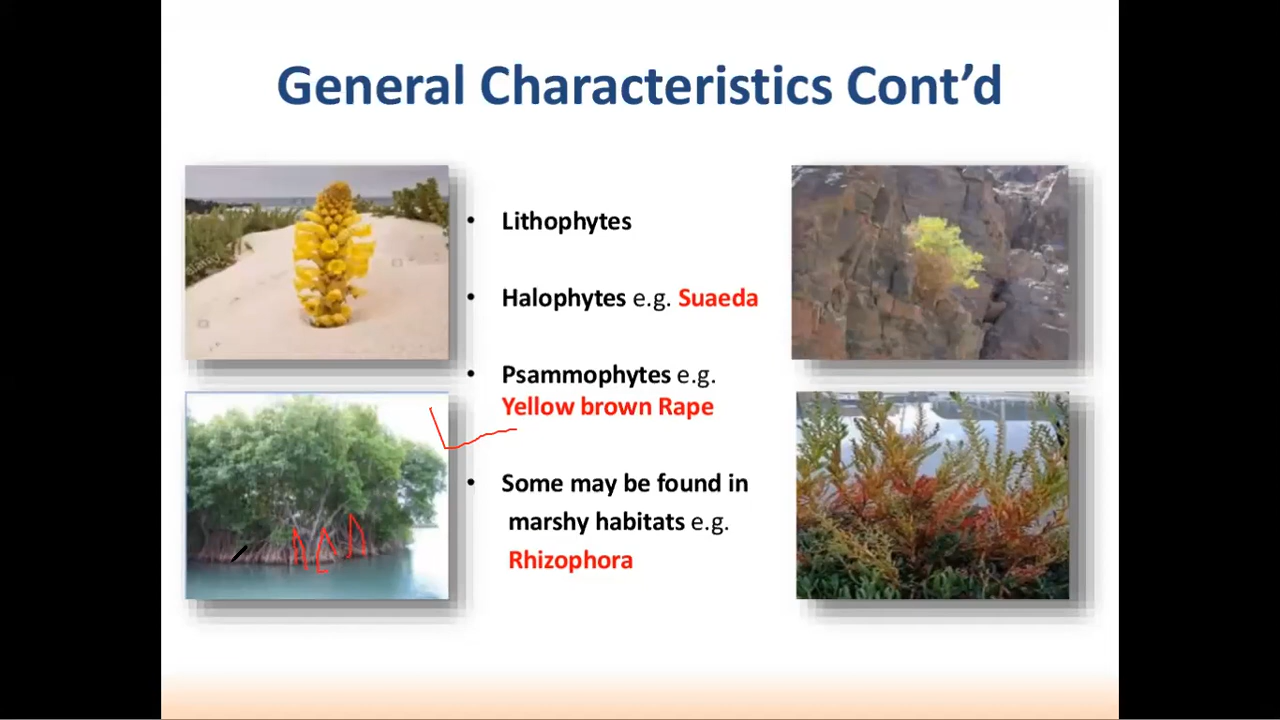 General Characteristics Cont’d
• Lithophytes
• Halophytes e.g. Suaeda
• Psammophytes e.g.
Yellow brown Rape
• Some may be found in
marshy habitats e.g.
Rhizophora